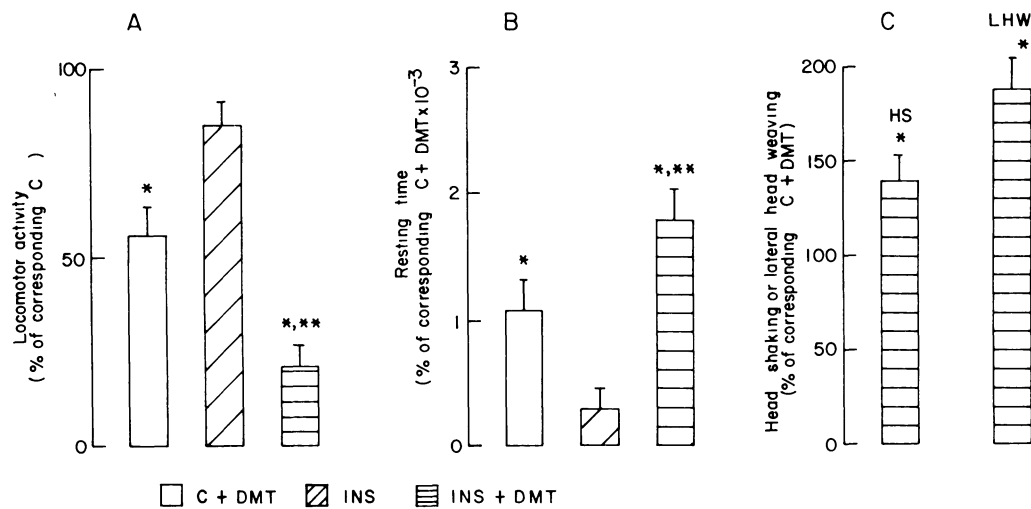 A
B
C
Locomotor activity
(% of corresponding C)
100
50
0
*
*,**
Resting time
(% of corresponding C + DMT x 10⁻³
3
2
1
0
*
*,**
Head shaking or lateral head weaving
(% of corresponding C + DMT)
200
150
100
50
0
HS
*
LHW
*
C + DMT
INS
INS + DMT